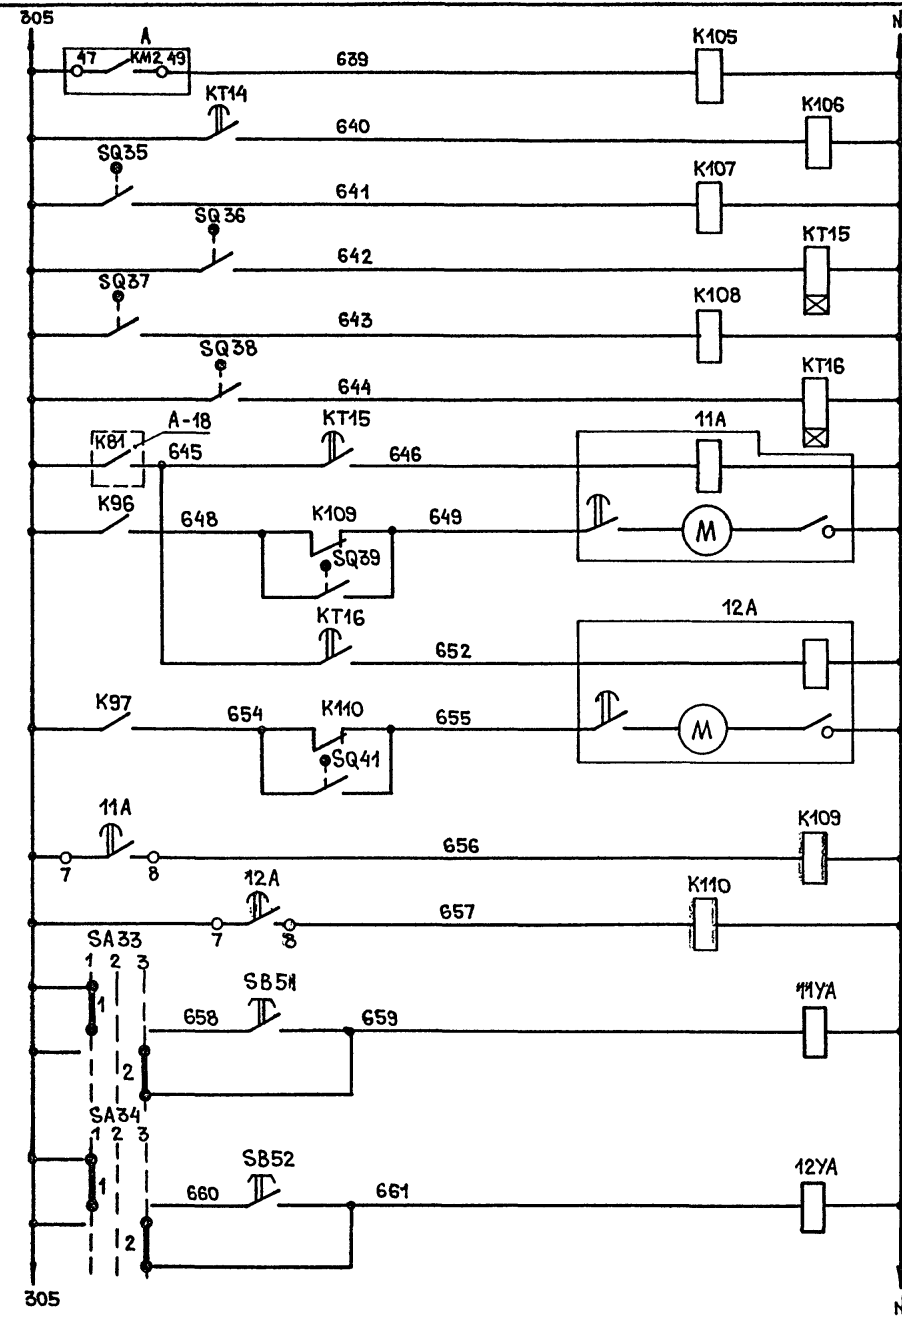 305 N
A K105
47 KM2 49 639
KT14 K106
640
SQ35 K107
641
SQ36 KT15
642
SQ37 K108
643
SQ38 KT16
644
A-18 KT15 11A
K81 645 646
K96 648 K109 649
M
SQ39
KT16 12A
652
K97 654 K110 655
M
SQ41
11A K109
656
7 8
12A K110
657
7 8
SA33
1 2 3
SB51 11YA
1 658 659
2
SA34
1 2 3
SB52 12YA
1 660 661
2
305 N